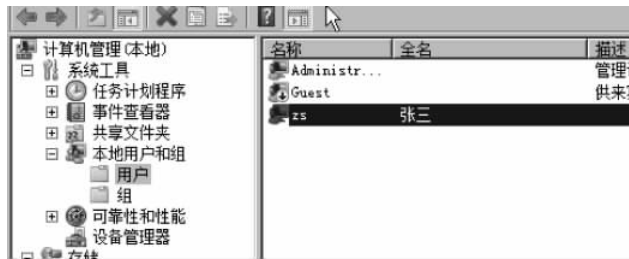 计算机管理(本地)
系统工具
任务计划程序
事件查看器
共享文件夹
本地用户和组
用户
组
可靠性和性能
设备管理器
存储
名称 全名 描述
Administr... 管理
Guest 供来
zs 张三